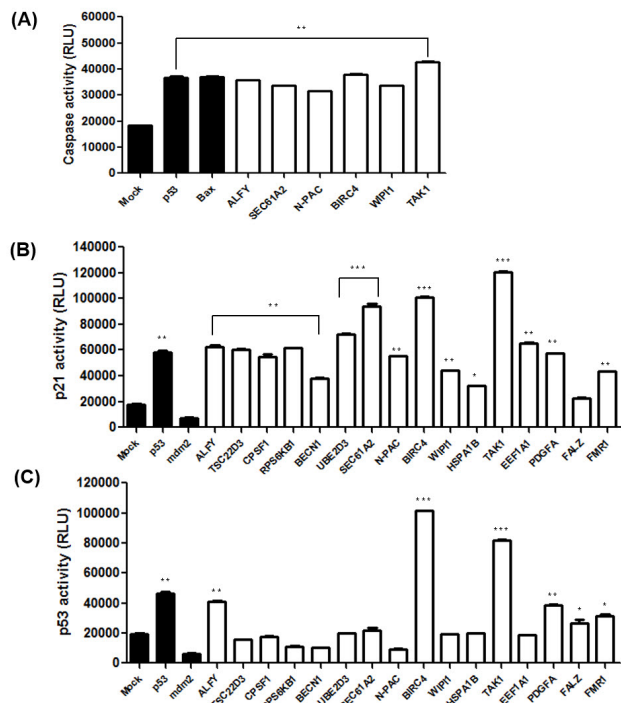 (A)
Caspase activity (RLU)
60000
50000
40000
30000
20000
10000
0
**
Mock
p53
Bax
ALFY
SEC61A2
N-PAC
BIRC4
WIPI1
TAK1
(B)
p21 activity (RLU)
140000
120000
100000
80000
60000
40000
20000
0
**
**
***
**
***
**
*
***
**
**
**
Mock
p53
mdm2
ALFY
TSC22D3
CPSF1
RPS6KB1
BECN1
UBE2D3
SEC61A2
N-PAC
BIRC4
WIPI1
HSPA1B
TAK1
EEF1A1
PDGFA
FALZ
FMR1
(C)
p53 activity (RLU)
120000
100000
80000
60000
40000
20000
0
**
**
***
***
**
*
*
Mock
p53
mdm2
ALFY
TSC22D3
CPSF1
RPS6KB1
BECN1
UBE2D3
SEC61A2
N-PAC
BIRC4
WIPI1
HSPA1B
TAK1
EEF1A1
PDGFA
FALZ
FMR1